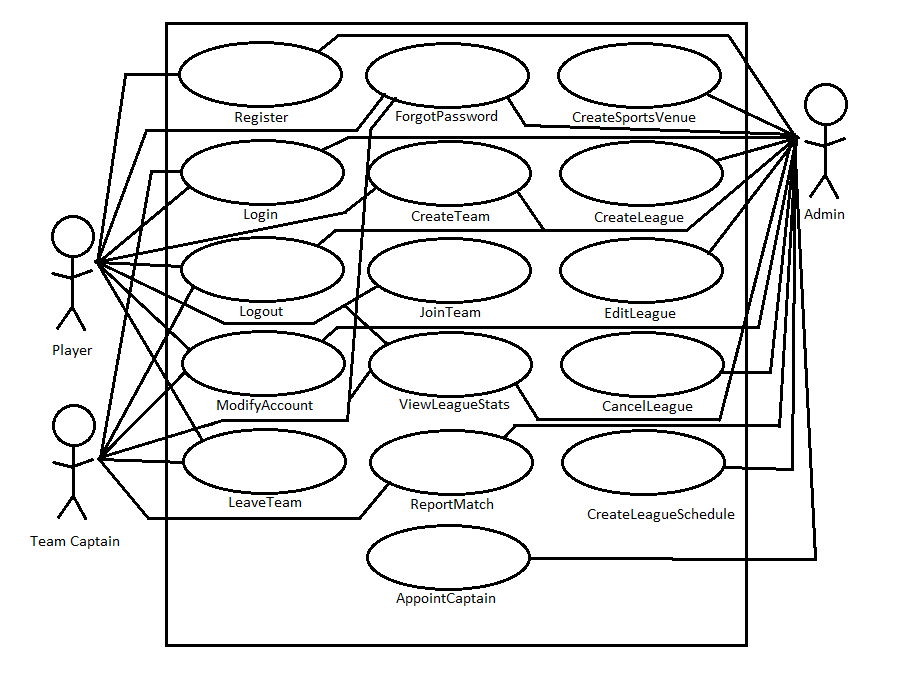 Register
ForgotPassword
CreateSportsVenue
Login
CreateTeam
CreateLeague
Admin
Logout
JoinTeam
EditLeague
Player
ModifyAccount
ViewLeagueStats
CancelLeague
LeaveTeam
ReportMatch
CreateLeagueSchedule
Team Captain
AppointCaptain